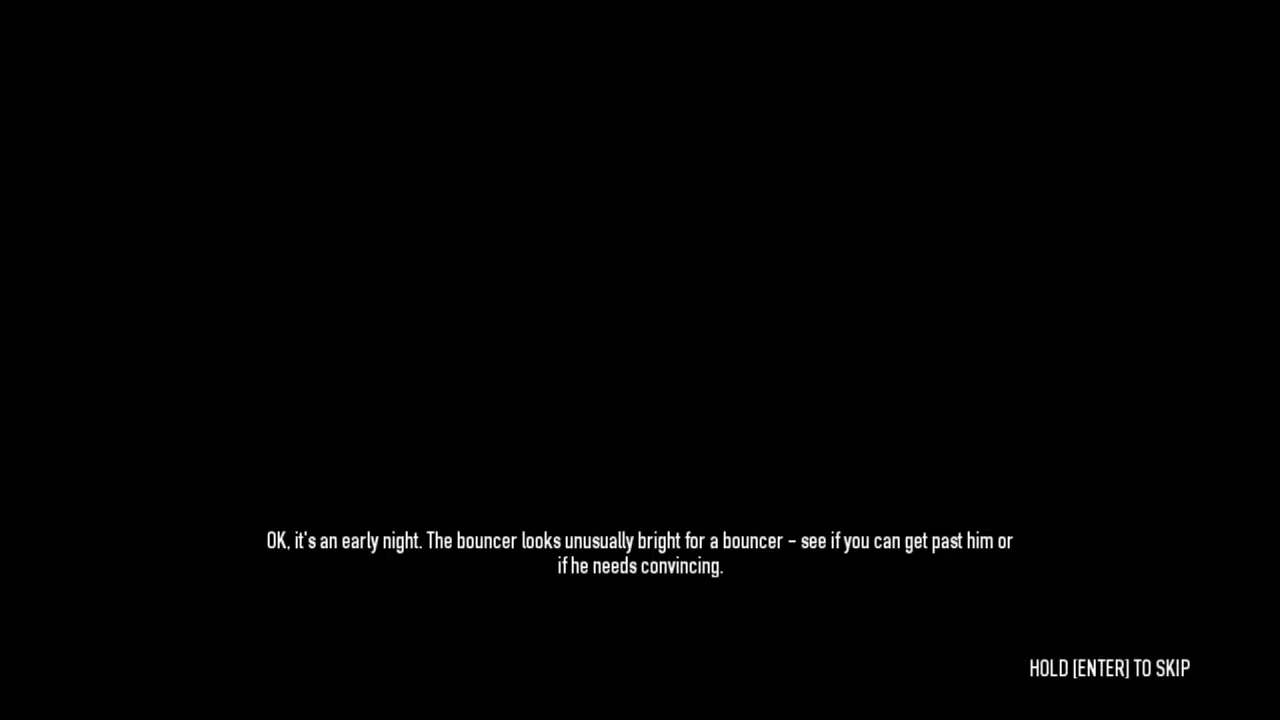 OK, it's an early night. The bouncer looks unusually bright for a bouncer - see if you can get past him or
if he needs convincing.
HOLD [ENTER] TO SKIP